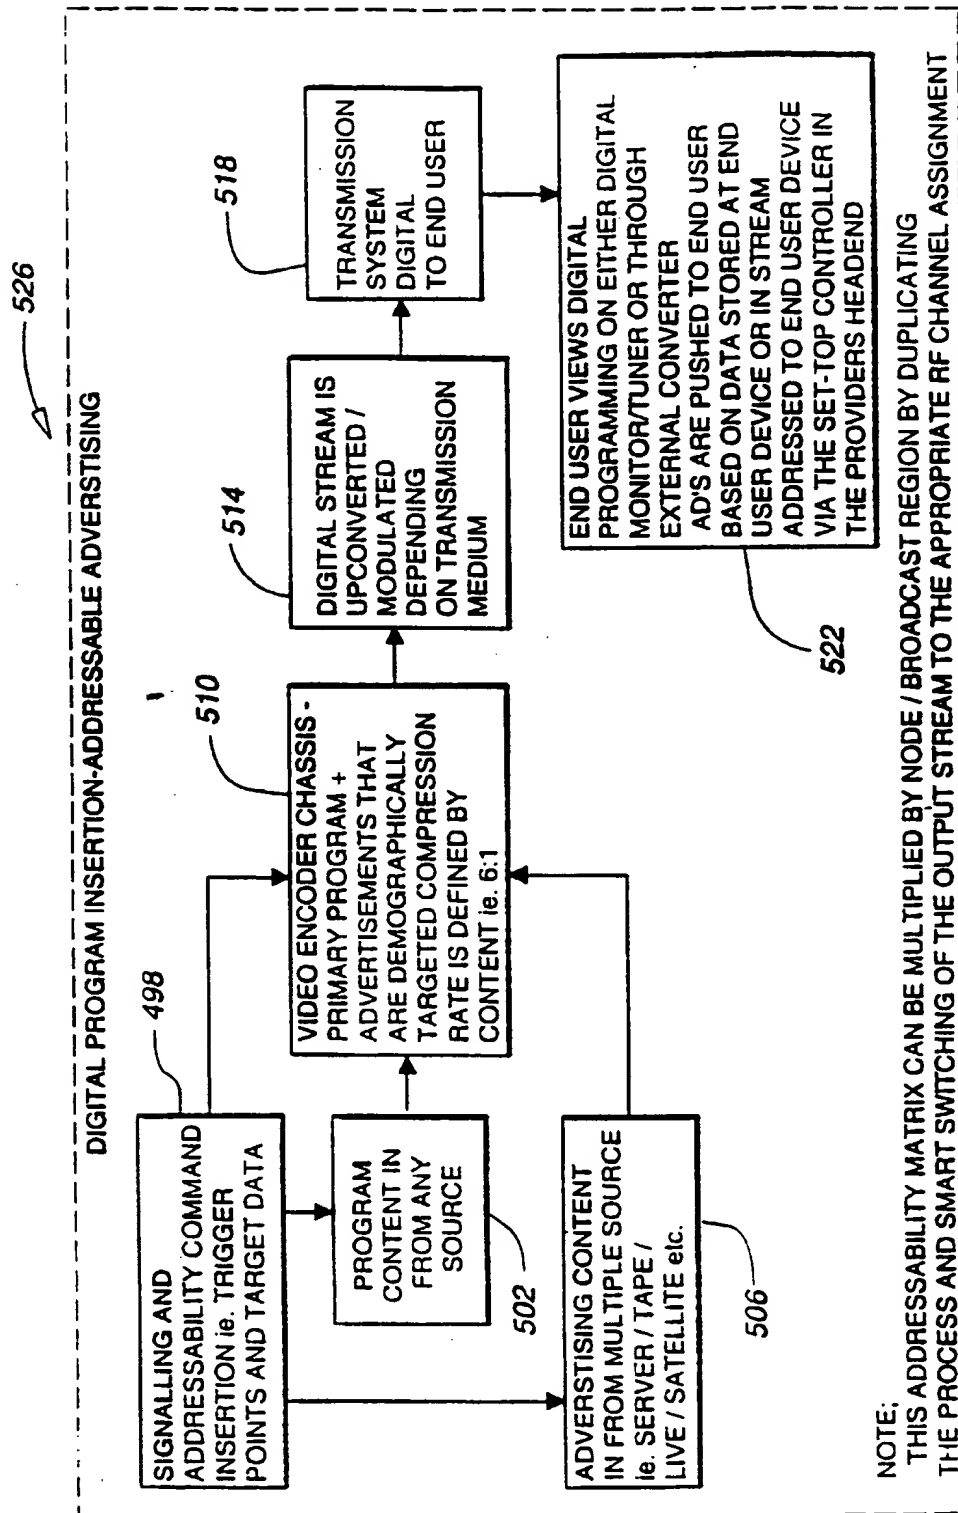 526
DIGITAL PROGRAM INSERTION-ADDRESSABLE ADVERSTISING
SIGNALLING AND
ADDRESSABILITY COMMAND
INSERTION ie. TRIGGER
POINTS AND TARGET DATA
498
PROGRAM
CONTENT IN
FROM ANY
SOURCE
502
ADVERSTISING CONTENT
IN FROM MULTIPLE SOURCE
ie. SERVER / TAPE /
LIVE / SATELLITE etc.
506
VIDEO ENCODER CHASSIS -
PRIMARY PROGRAM +
ADVERTISEMENTS THAT
ARE DEMOGRAPHICALLY
TARGETED COMPRESSION
RATE IS DEFINED BY
CONTENT ie. 6:1
510
DIGITAL STREAM IS
UPCONVERTED /
MODULATED
DEPENDING
ON TRANSMISSION
MEDIUM
514
TRANSMISSION
SYSTEM
DIGITAL
TO END USER
518
END USER VIEWS DIGITAL
PROGRAMMING ON EITHER DIGITAL
MONITOR/TUNER OR THROUGH
EXTERNAL CONVERTER
AD'S ARE PUSHED TO END USER
BASED ON DATA STORED AT END
USER DEVICE OR IN STREAM
ADDRESSED TO END USER DEVICE
VIA THE SET-TOP CONTROLLER IN
THE PROVIDERS HEADEND
522
NOTE;
THIS ADDRESSABILITY MATRIX CAN BE MULTIPLIED BY NODE / BROADCAST REGION BY DUPLICATING
THE PROCESS AND SMART SWITCHING OF THE OUTPUT STREAM TO THE APPROPRIATE RF CHANNEL ASSIGNMENT